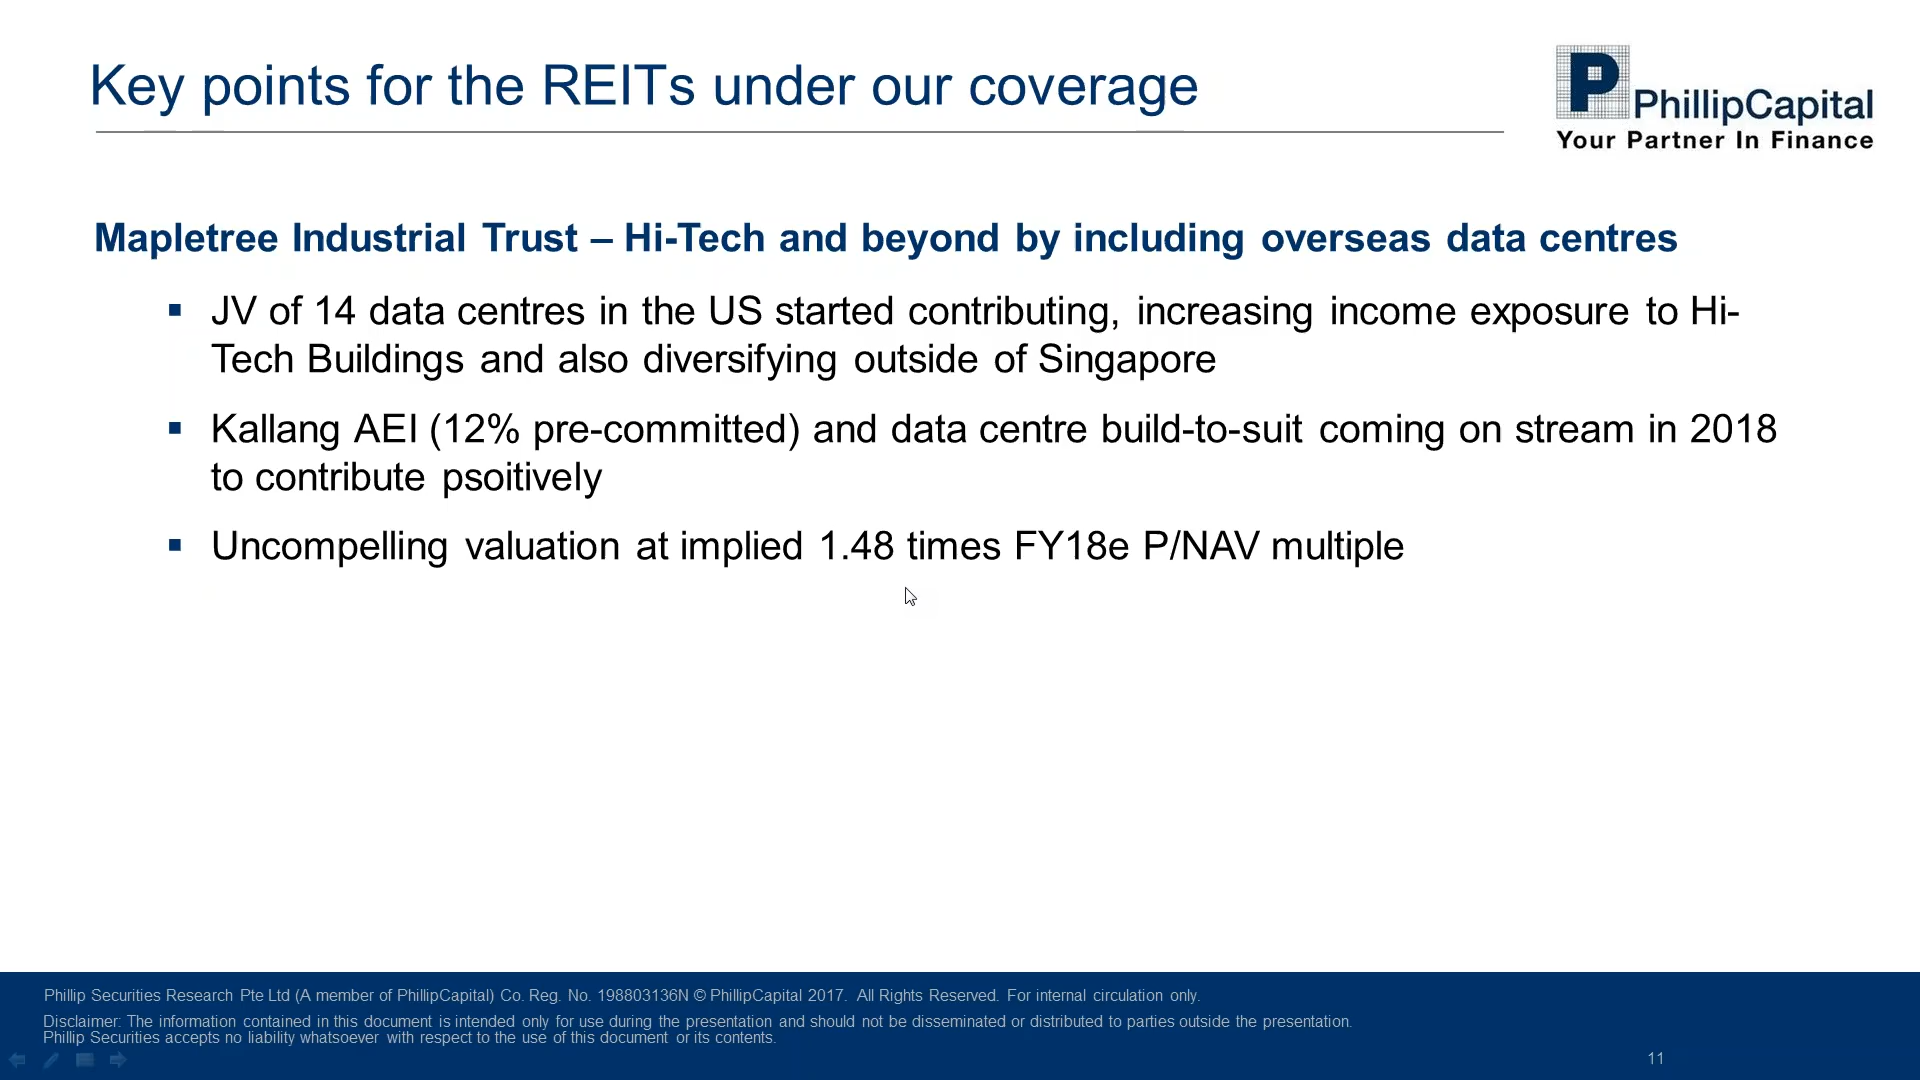 Key points for the REITs under our coverage
P
PhillipCapital
Your Partner In Finance
Mapletree Industrial Trust – Hi-Tech and beyond by including overseas data centres
▪ JV of 14 data centres in the US started contributing, increasing income exposure to Hi-
Tech Buildings and also diversifying outside of Singapore
▪ Kallang AEI (12% pre-committed) and data centre build-to-suit coming on stream in 2018
to contribute psoitively
▪ Uncompelling valuation at implied 1.48 times FY18e P/NAV multiple
Phillip Securities Research Pte Ltd (A member of PhillipCapital) Co. Reg. No. 198803136N © PhillipCapital 2017. All Rights Reserved. For internal circulation only.
Disclaimer: The information contained in this document is intended only for use during the presentation and should not be disseminated or distributed to parties outside the presentation.
Phillip Securities accepts no liability whatsoever with respect to the use of this document or its contents.
11